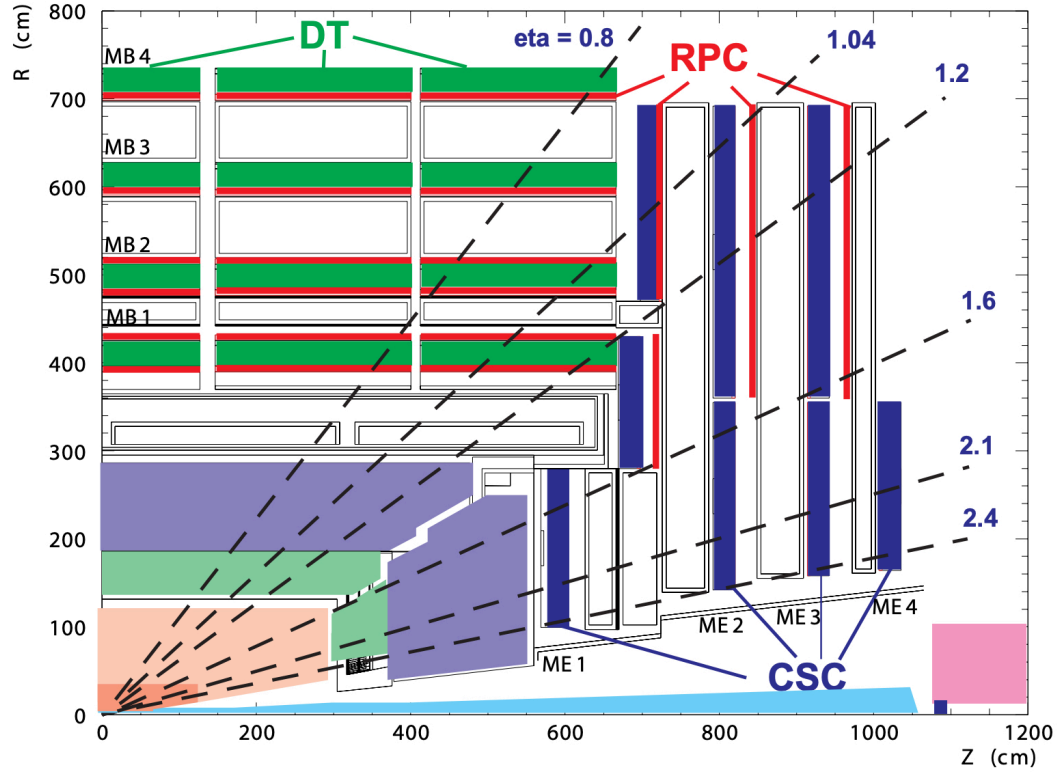 R (cm)
800
700
600
500
400
300
200
100
0
MB 4
MB 3
MB 2
MB 1
DT
eta = 0.8
RPC
1.04
1.2
1.6
2.1
2.4
ME 1
ME 2
ME 3
ME 4
CSC
0
200
400
600
800
1000
1200
Z (cm)